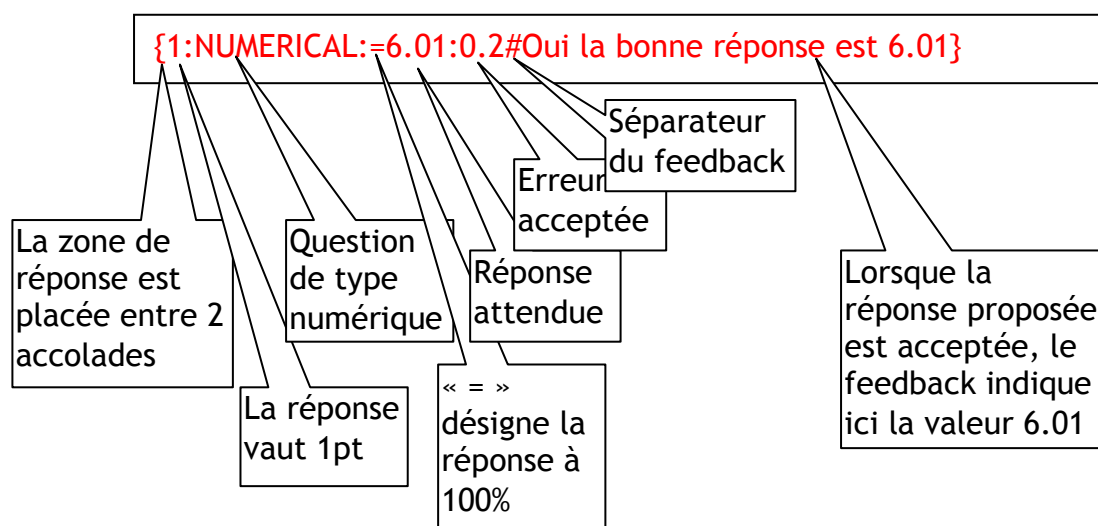 {1:NUMERICAL:=6.01:0.2#Oui la bonne réponse est 6.01}
Séparateur
du feedback
Erreur
acceptée
La zone de
réponse est
placée entre 2
accolades
Question
de type
numérique
Réponse
attendue
Lorsque la
réponse proposée
est acceptée, le
feedback indique
ici la valeur 6.01
La réponse
vaut 1pt
« = »
désigne la
réponse à
100%